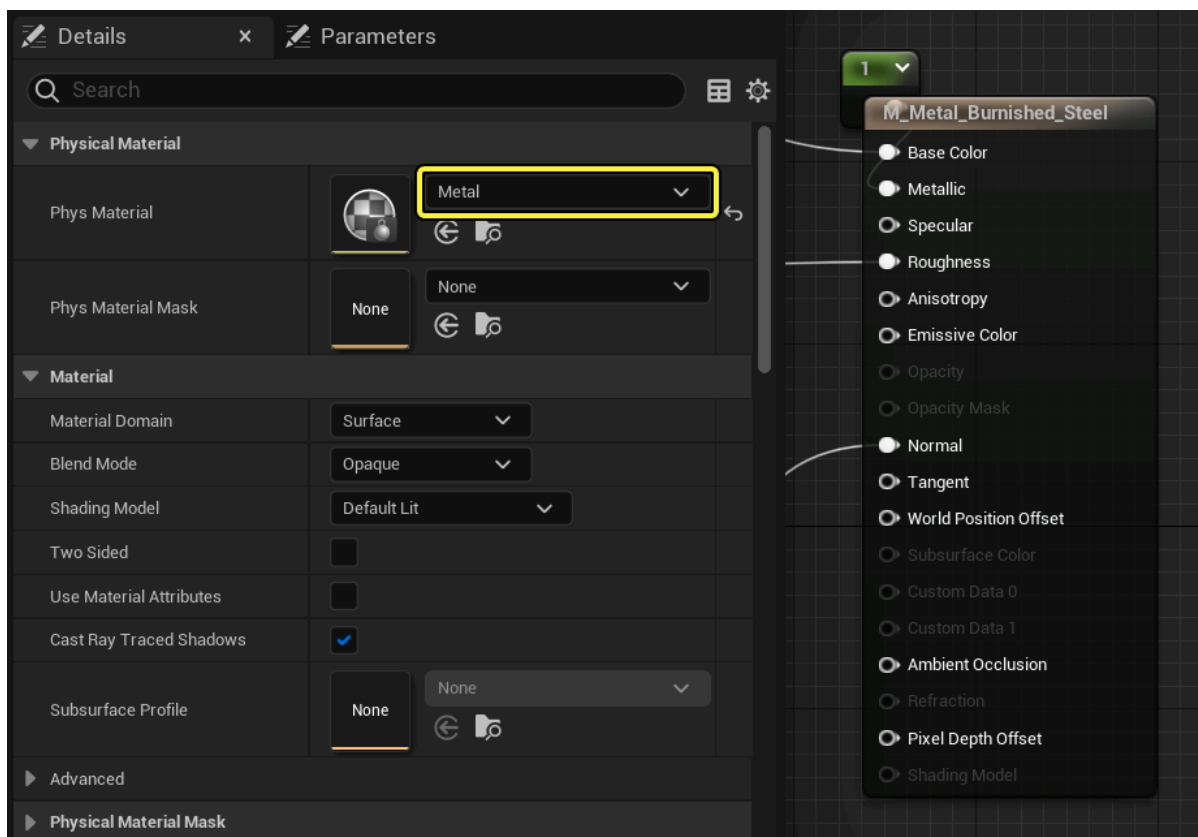 Details
Parameters
Search
Physical Material
Phys Material
Metal
Phys Material Mask
None
None
Material
Material Domain
Surface
Blend Mode
Opaque
Shading Model
Default Lit
Two Sided
Use Material Attributes
Cast Ray Traced Shadows
Subsurface Profile
None
None
Advanced
Physical Material Mask
1
M_Metal_Burnished_Steel
Base Color
Metallic
Specular
Roughness
Anisotropy
Emissive Color
Opacity
Opacity Mask
Normal
Tangent
World Position Offset
Subsurface Color
Custom Data 0
Custom Data 1
Ambient Occlusion
Refraction
Pixel Depth Offset
Shading Model